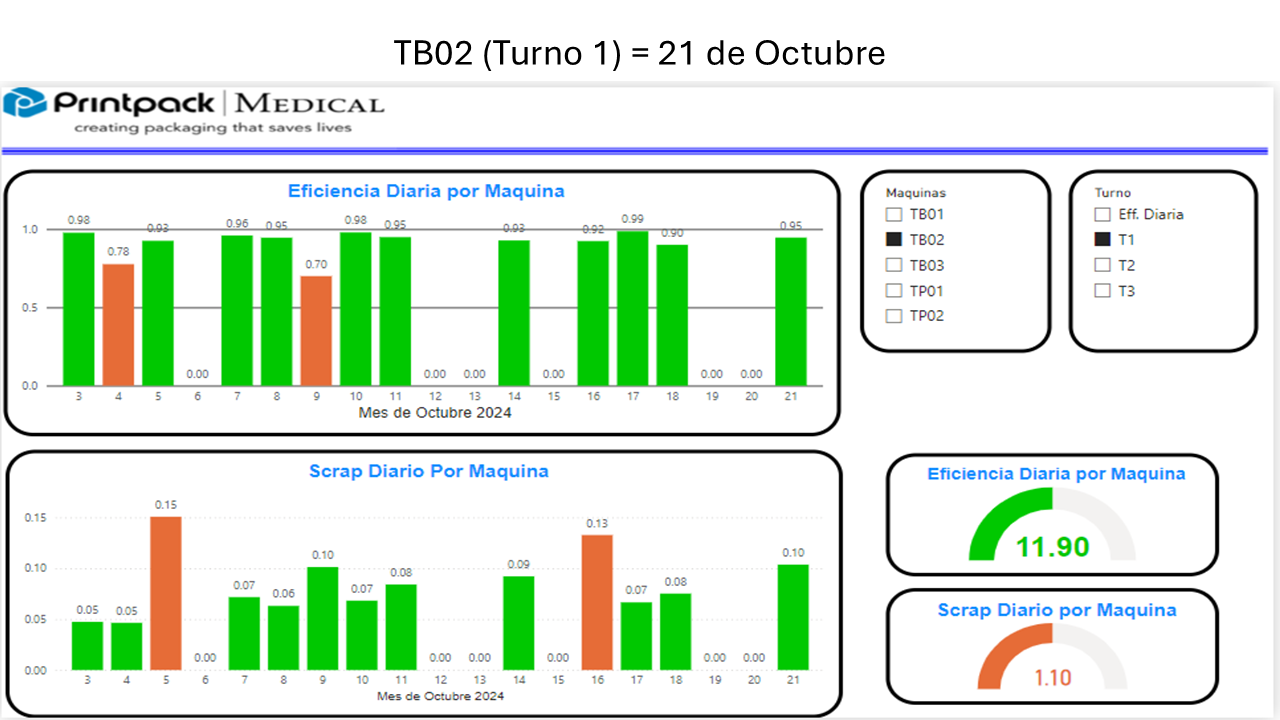 TB02 (Turno 1) = 21 de Octubre
Printpack | MEDICAL
creating packaging that saves lives
Eficiencia Diaria por Maquina
0.98 0.78 0.93 0.00 0.96 0.95 0.70 0.98 0.95 0.00 0.00 0.93 0.00 0.92 0.99 0.90 0.00 0.00 0.95
1.0
0.5
0.0
3 4 5 6 7 8 9 10 11 12 13 14 15 16 17 18 19 20 21
Mes de Octubre 2024
Maquinas
TB01
TB02
TB03
TP01
TP02
Turno
Eff. Diaria
T1
T2
T3
Scrap Diario Por Maquina
0.05 0.05 0.15 0.00 0.07 0.06 0.10 0.07 0.08 0.00 0.00 0.09 0.00 0.13 0.07 0.08 0.00 0.00 0.10
0.15
0.10
0.05
0.00
3 4 5 6 7 8 9 10 11 12 13 14 15 16 17 18 19 20 21
Mes de Octubre 2024
Eficiencia Diaria por Maquina
11.90
Scrap Diario por Maquina
1.10